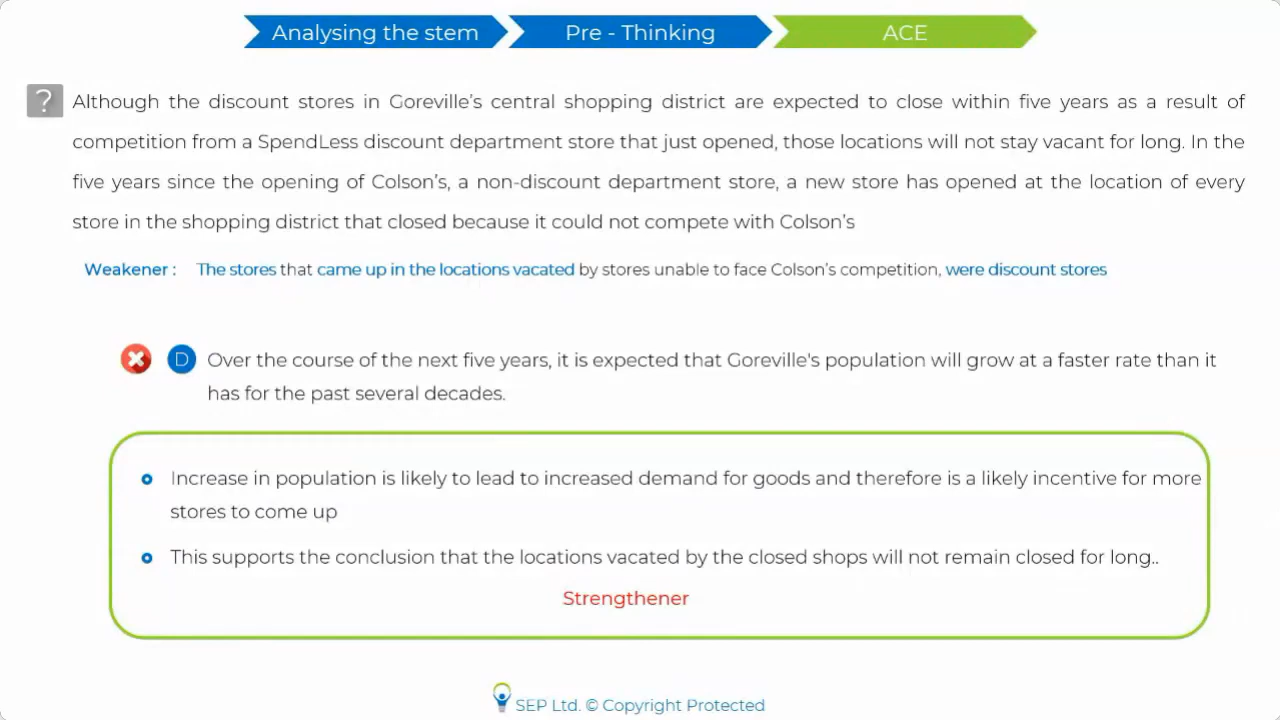 Analysing the stem
Pre - Thinking
ACE
? Although the discount stores in Goreville's central shopping district are expected to close within five years as a result of
competition from a SpendLess discount department store that just opened, those locations will not stay vacant for long. In the
five years since the opening of Colson's, a non-discount department store, a new store has opened at the location of every
store in the shopping district that closed because it could not compete with Colson's
Weakener : The stores that came up in the locations vacated by stores unable to face Colson's competition, were discount stores
D Over the course of the next five years, it is expected that Goreville's population will grow at a faster rate than it
has for the past several decades.
Increase in population is likely to lead to increased demand for goods and therefore is a likely incentive for more
stores to come up
This supports the conclusion that the locations vacated by the closed shops will not remain closed for long..
Strengthener
SEP Ltd. © Copyright Protected